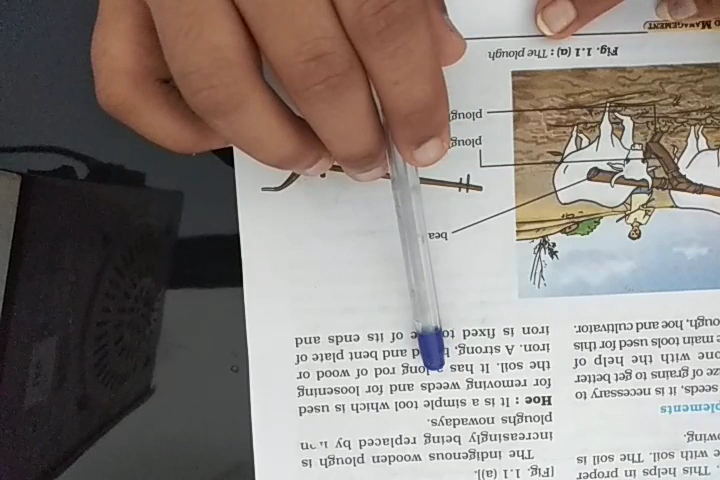 . This helps in proper
e with soil. The soil is
wing.
plements
seeds, it is necessary to
ze of grains to get better
one with the help of
e main tools used for this
ough, hoe and cultivator.
ploug
ploug
bea
Fig. 1.1 (a) : The plough
[Fig. 1.1 (a)].
The indigenous wooden plough is
increasingly being replaced by
ploughs nowadays.
Hoe : It is a simple tool which is used
for removing weeds and for loosening
the soil. It has long rod of wood or
iron. A strong, and bent plate of
iron is fixed to of its ends and
D MANAGEMENT